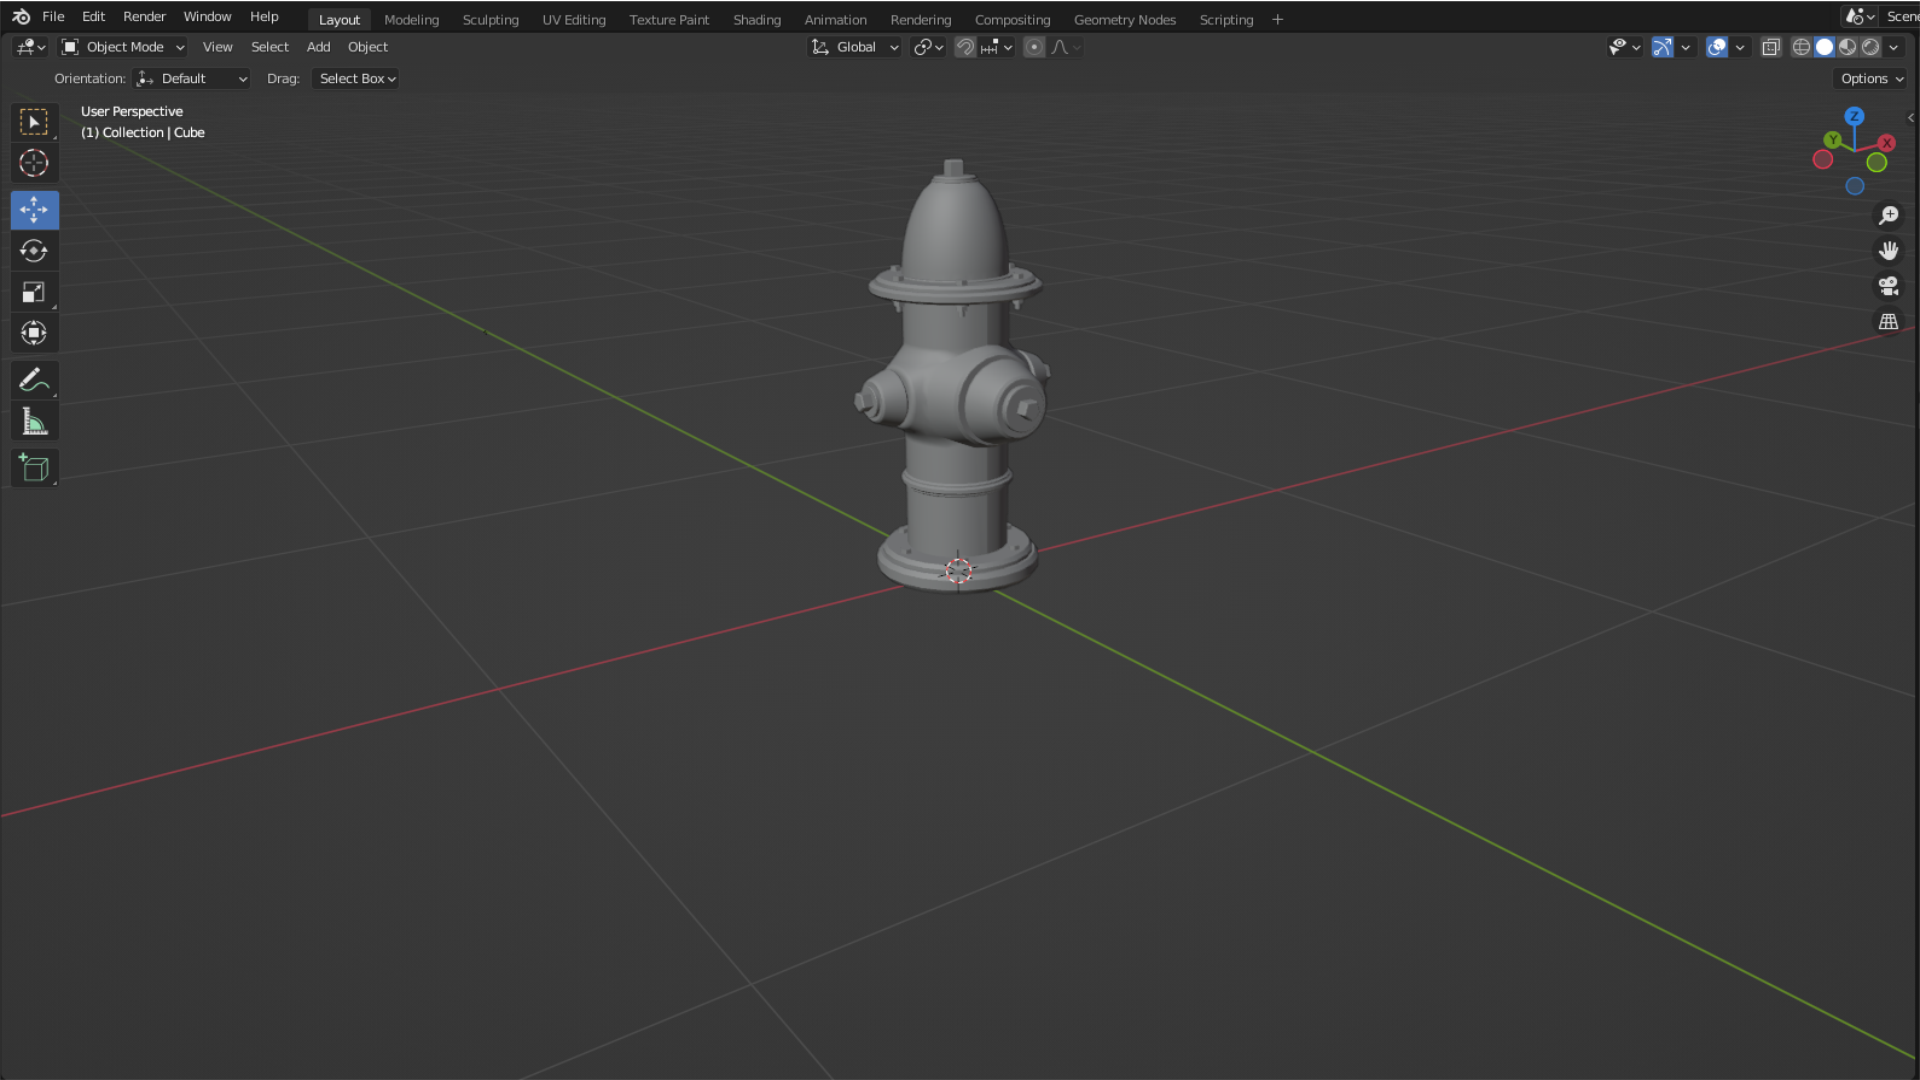 File Edit Render Window Help Layout Modeling Sculpting UV Editing Texture Paint Shading Animation Rendering Compositing Geometry Nodes Scripting + Scene
Object Mode View Select Add Object Global
Orientation: Default Drag: Select Box Options
User Perspective
(1) Collection | Cube
Z
Y X